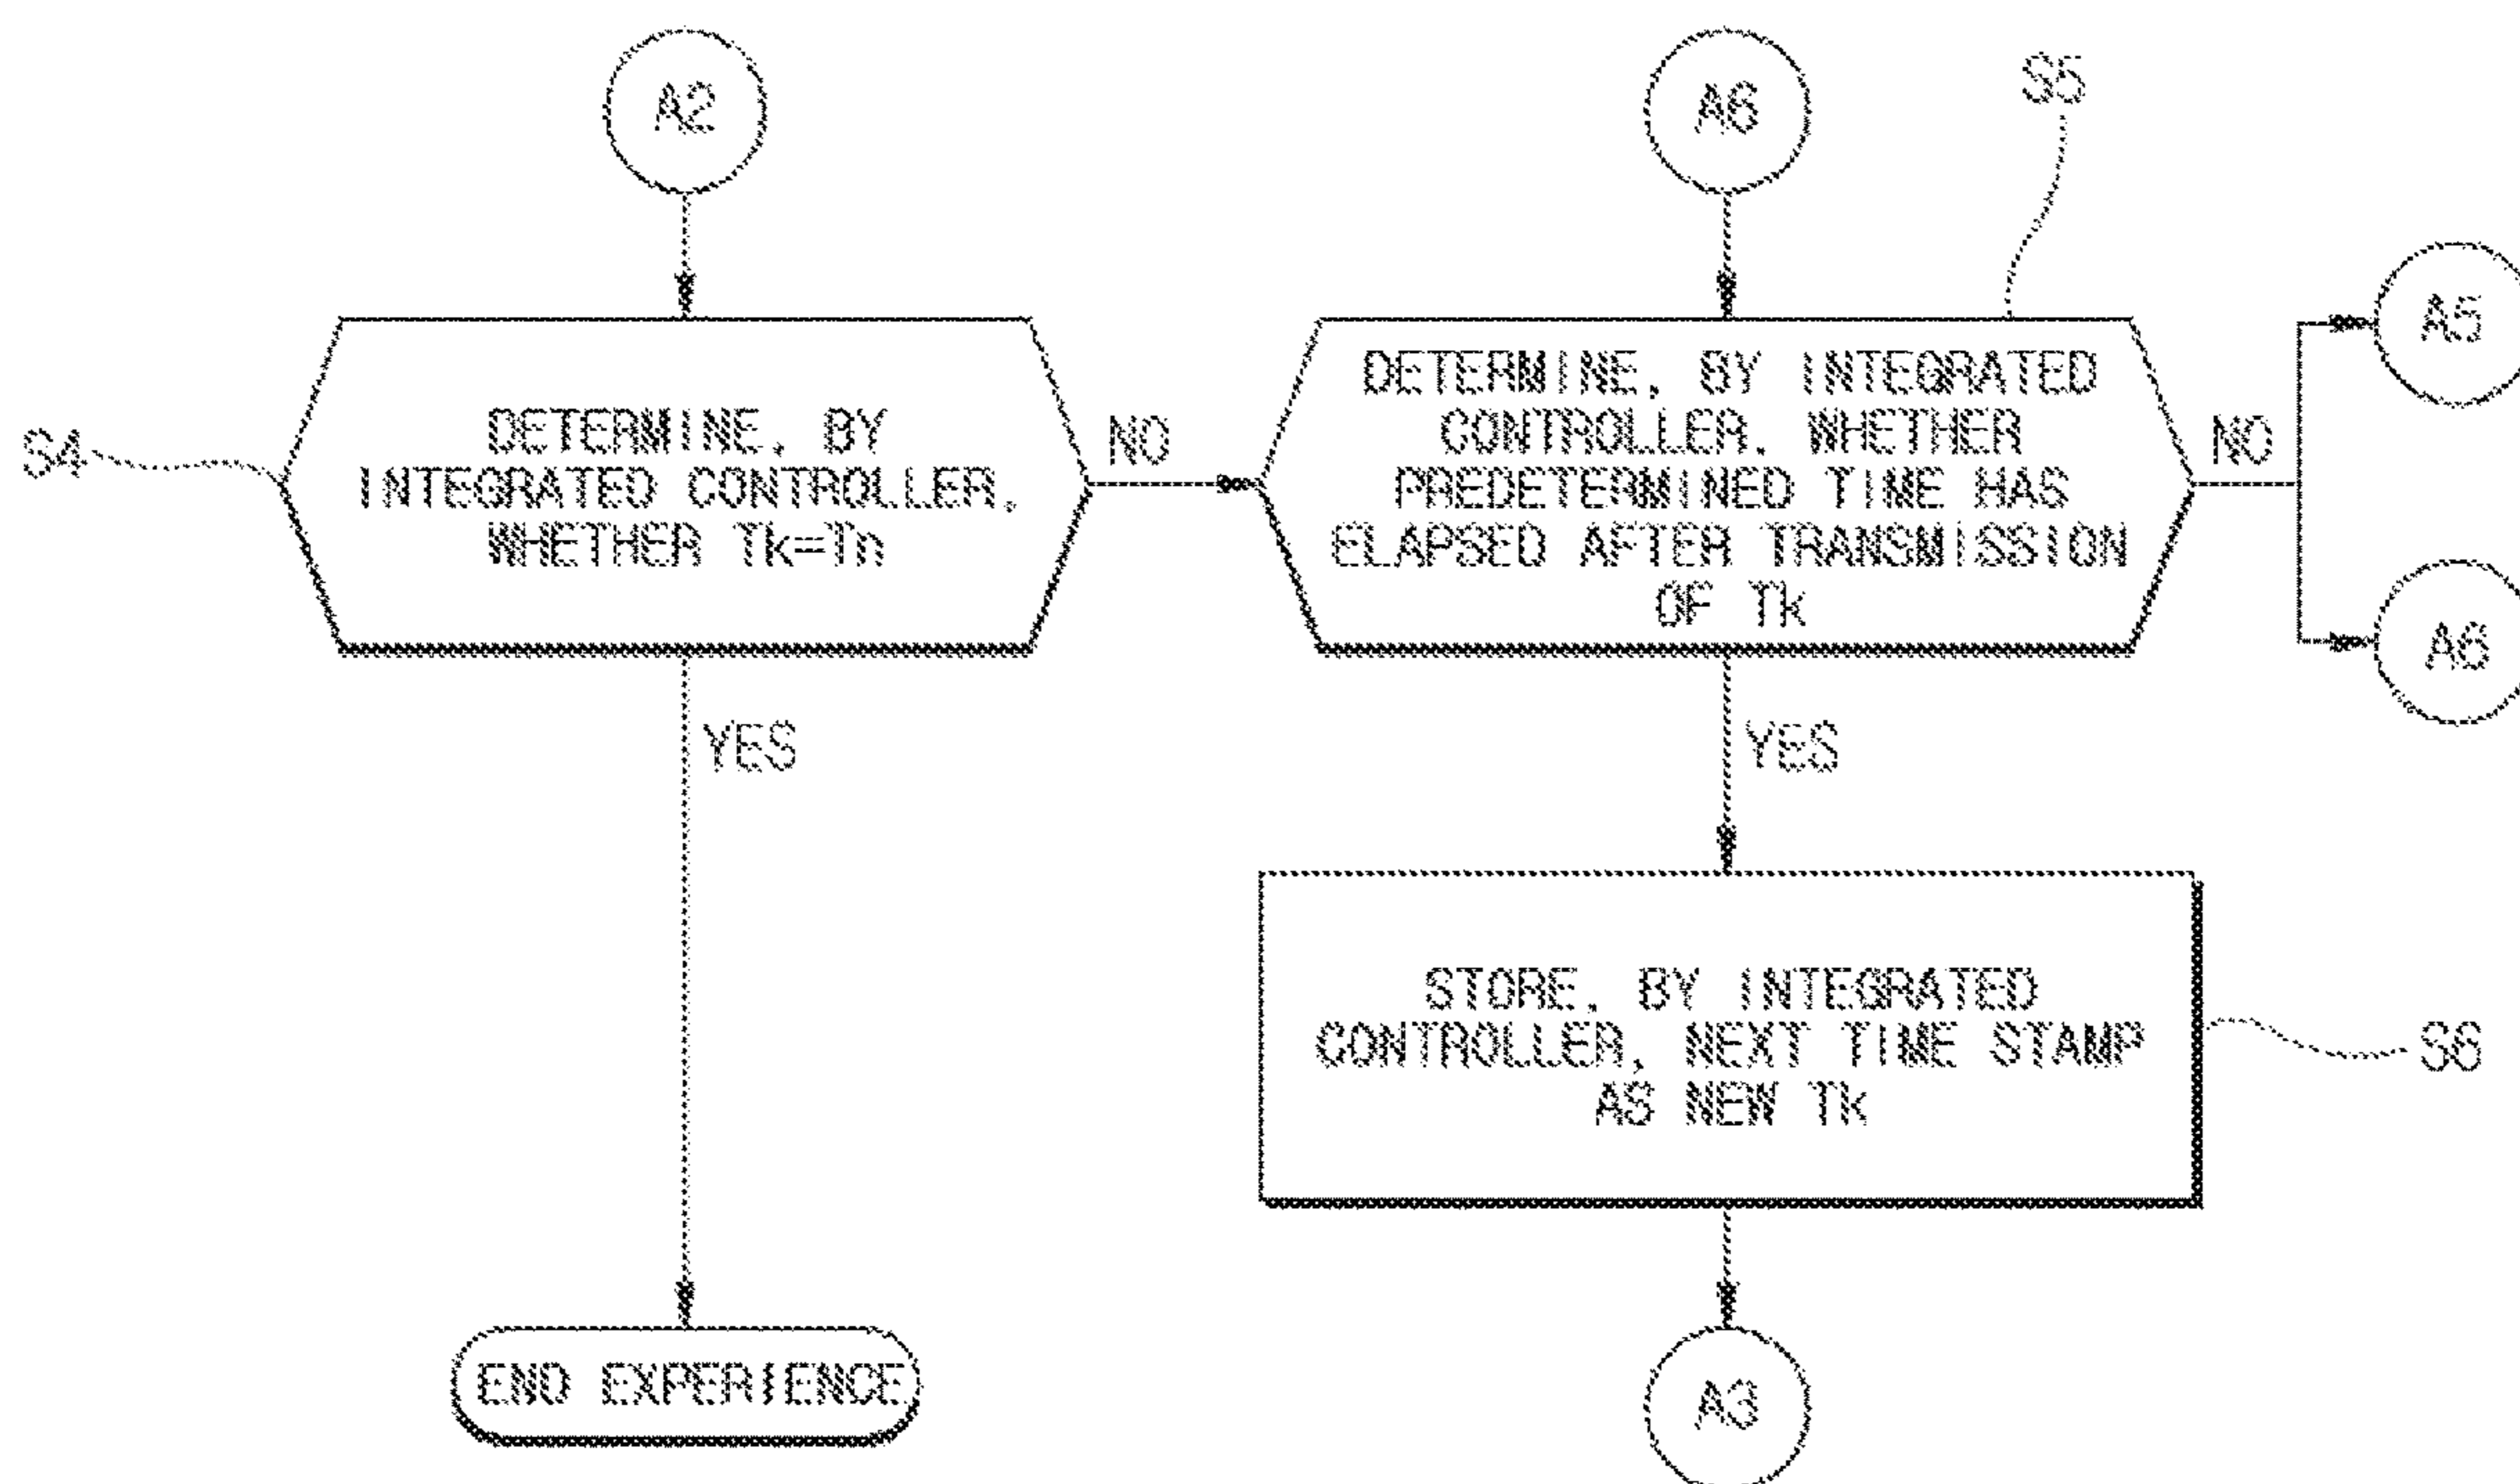 A2
A6
S5
A5
S4
DETERMINE, BY
INTEGRATED CONTROLLER,
WHETHER Tk=Tn
NO
DETERMINE, BY INTEGRATED
CONTROLLER, WHETHER
PREDETERMINED TIME HAS
ELAPSED AFTER TRANSMISSION
OF Tk
NO
A6
YES
YES
STORE, BY INTEGRATED
CONTROLLER, NEXT TIME STAMP
AS NEW Tk
S6
END EXPERIENCE
A3